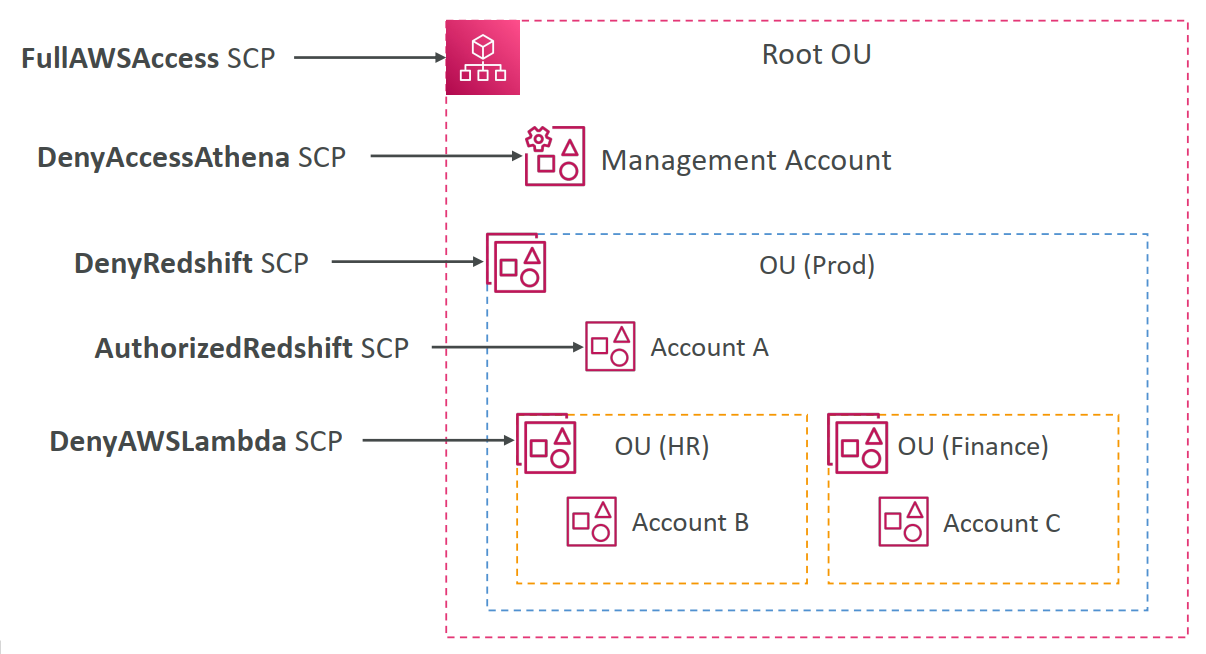 FullAWSAccess SCP
Root OU
DenyAccessAthena SCP
Management Account
DenyRedshift SCP
OU (Prod)
AuthorizedRedshift SCP
Account A
DenyAWSLambda SCP
OU (HR)
OU (Finance)
Account B
Account C